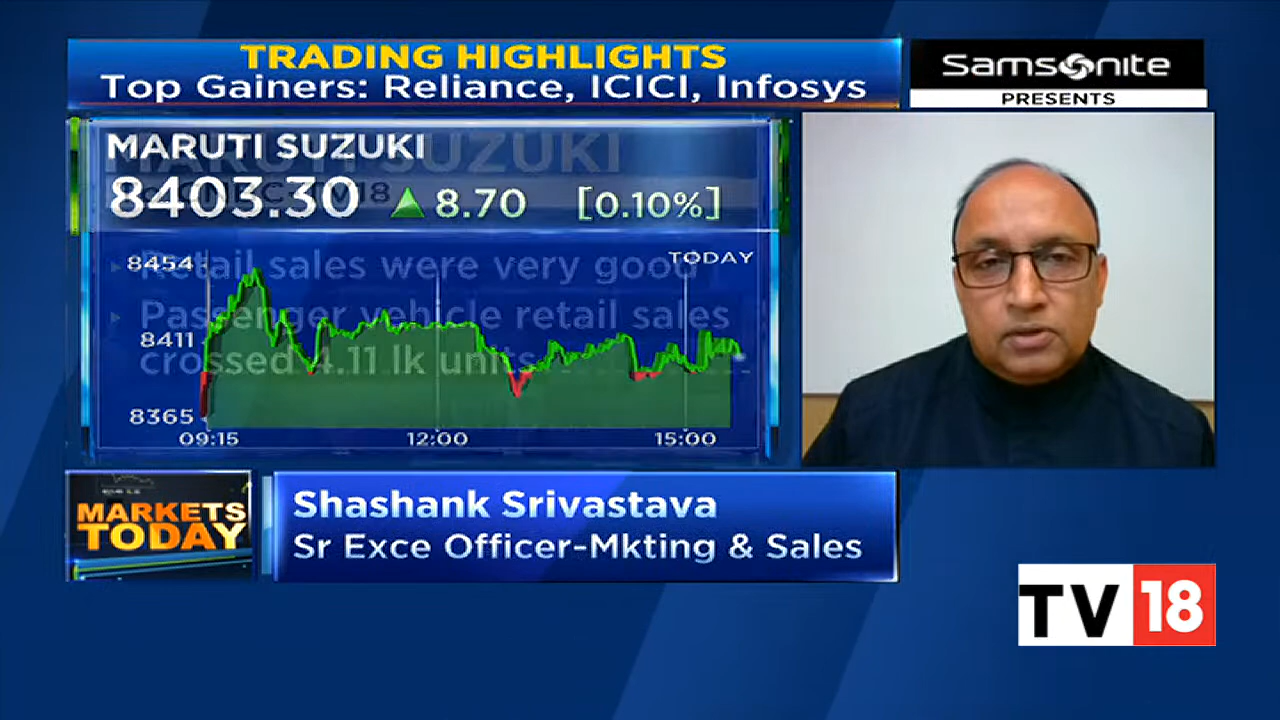 TRADING HIGHLIGHTS
Top Gainers: Reliance, ICICI, Infosys
Samsonite
PRESENTS
MARUTI SUZUKI
MARUTI SUZUKI
8403.30 ▲ 8.70 [0.10%]
TODAY
8454
8411
8365
09:15 12:00 15:00
Retail sales were very good
Passenger vehicle retail sales
crossed 4.11 lk units
MARKETS
TODAY
Shashank Srivastava
Sr Exce Officer-Mkting & Sales
TV18